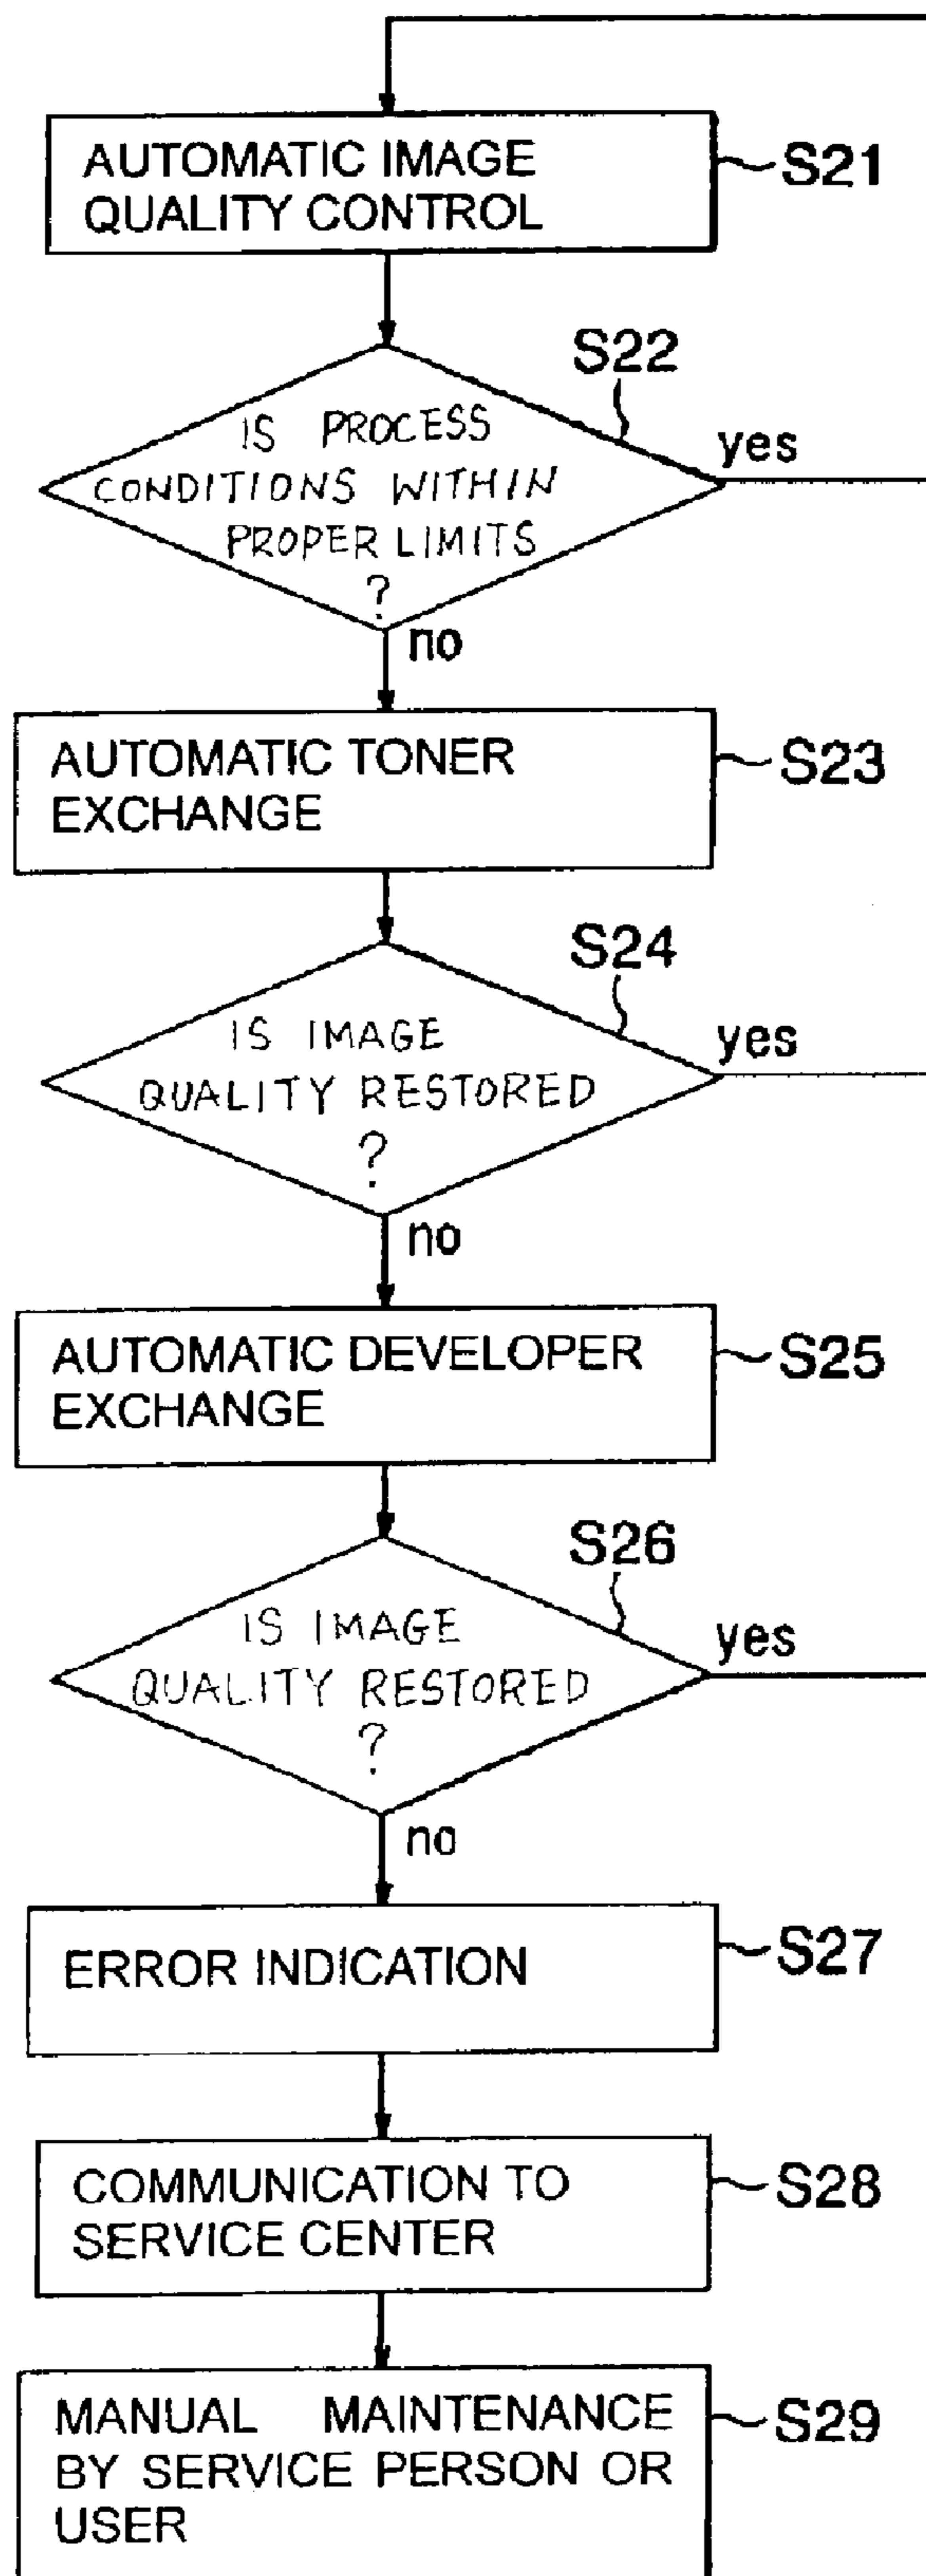 AUTOMATIC IMAGE
QUALITY CONTROL
S21
S22
IS PROCESS
CONDITIONS WITHIN
PROPER LIMITS
?
yes
no
AUTOMATIC TONER
EXCHANGE
S23
S24
IS IMAGE
QUALITY RESTORED
?
yes
no
AUTOMATIC DEVELOPER
EXCHANGE
S25
S26
IS IMAGE
QUALITY RESTORED
?
yes
no
ERROR INDICATION
S27
COMMUNICATION TO
SERVICE CENTER
S28
MANUAL MAINTENANCE
BY SERVICE PERSON OR
USER
S29